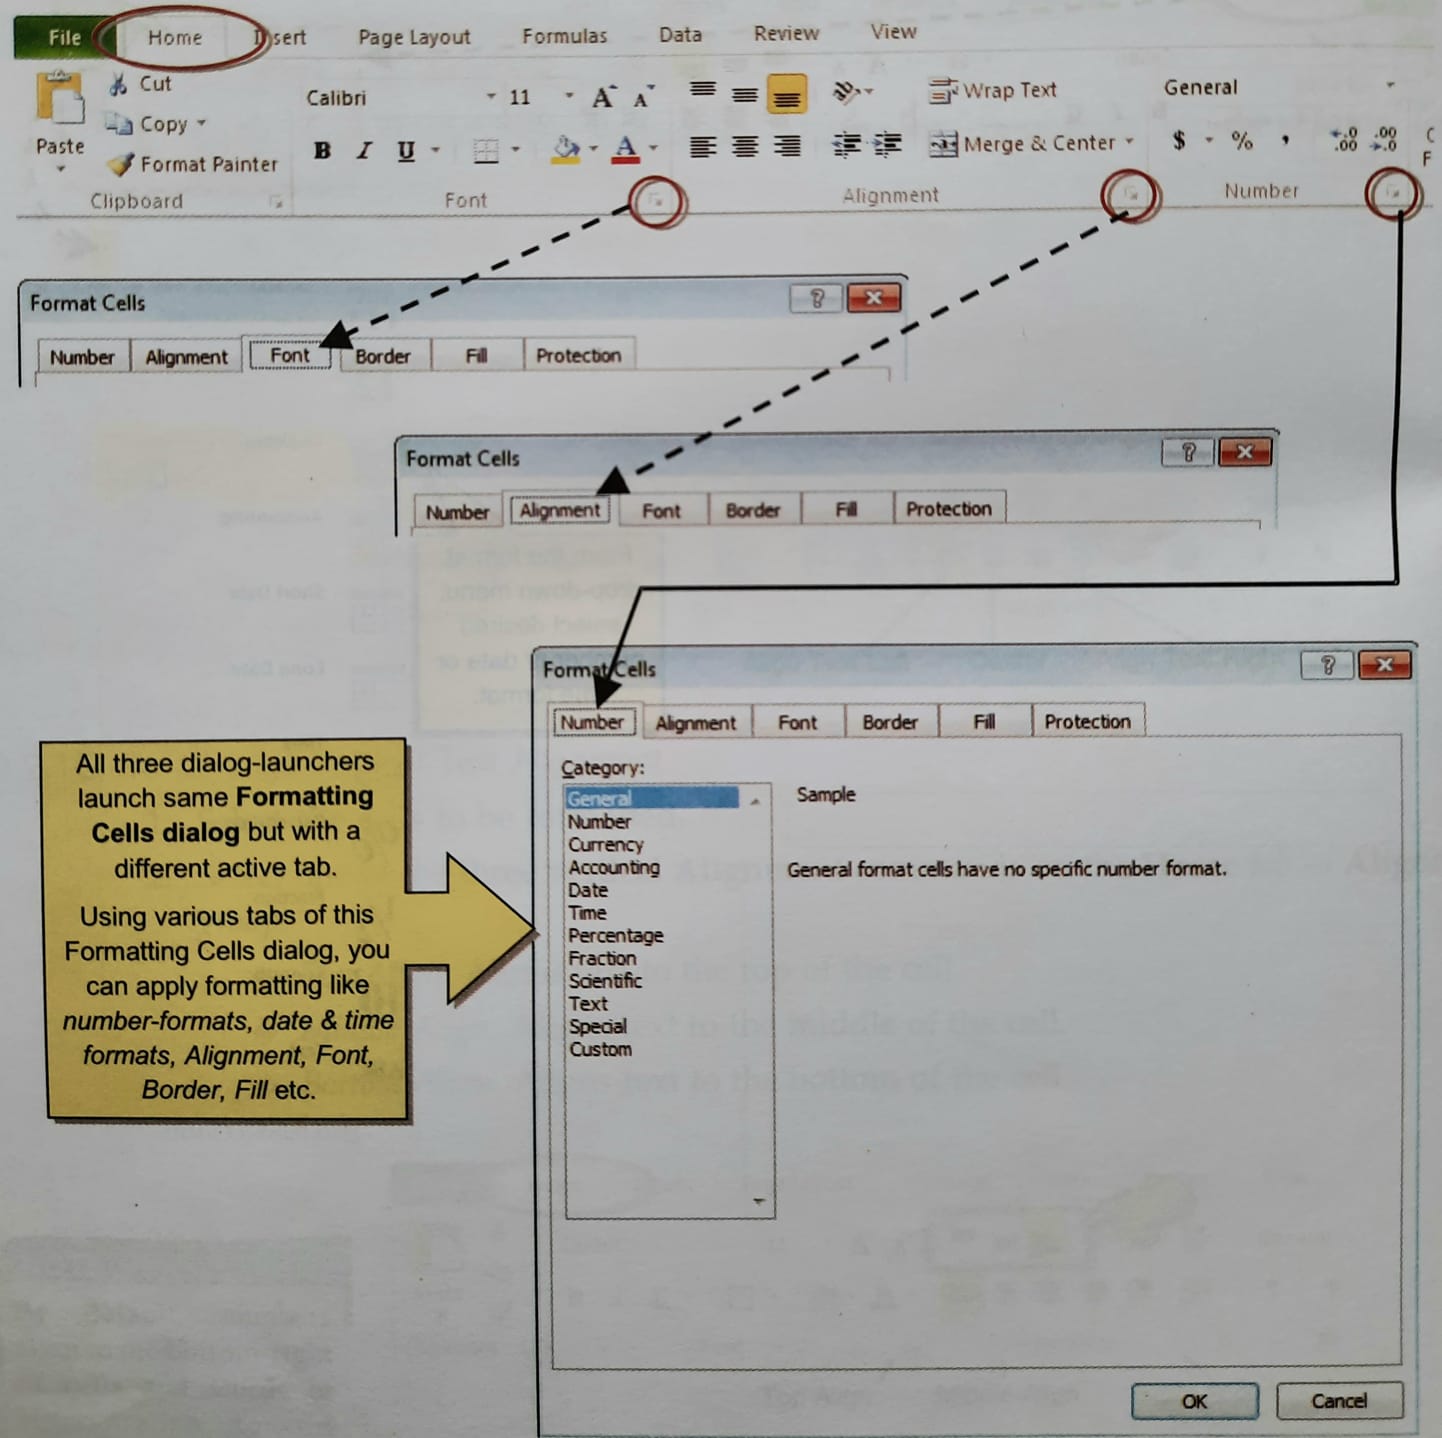 File Home Insert Page Layout Formulas Data Review View
Cut
Copy
Format Painter
Paste
Clipboard
Calibri 11 A A
B I U A
Font
Wrap Text
Merge & Center
Alignment
General
$ % , .0 .00 .00 .0
Number
C
F
Format Cells
Number Alignment Font Border Fill Protection
Format Cells
Number Alignment Font Border Fill Protection
Format Cells
Number Alignment Font Border Fill Protection
Category:
General
Number
Currency
Accounting
Date
Time
Percentage
Fraction
Scientific
Text
Special
Custom
Sample
General format cells have no specific number format.
OK Cancel
All three dialog-launchers
launch same Formatting
Cells dialog but with a
different active tab.
Using various tabs of this
Formatting Cells dialog, you
can apply formatting like
number-formats, date & time
formats, Alignment, Font,
Border, Fill etc.